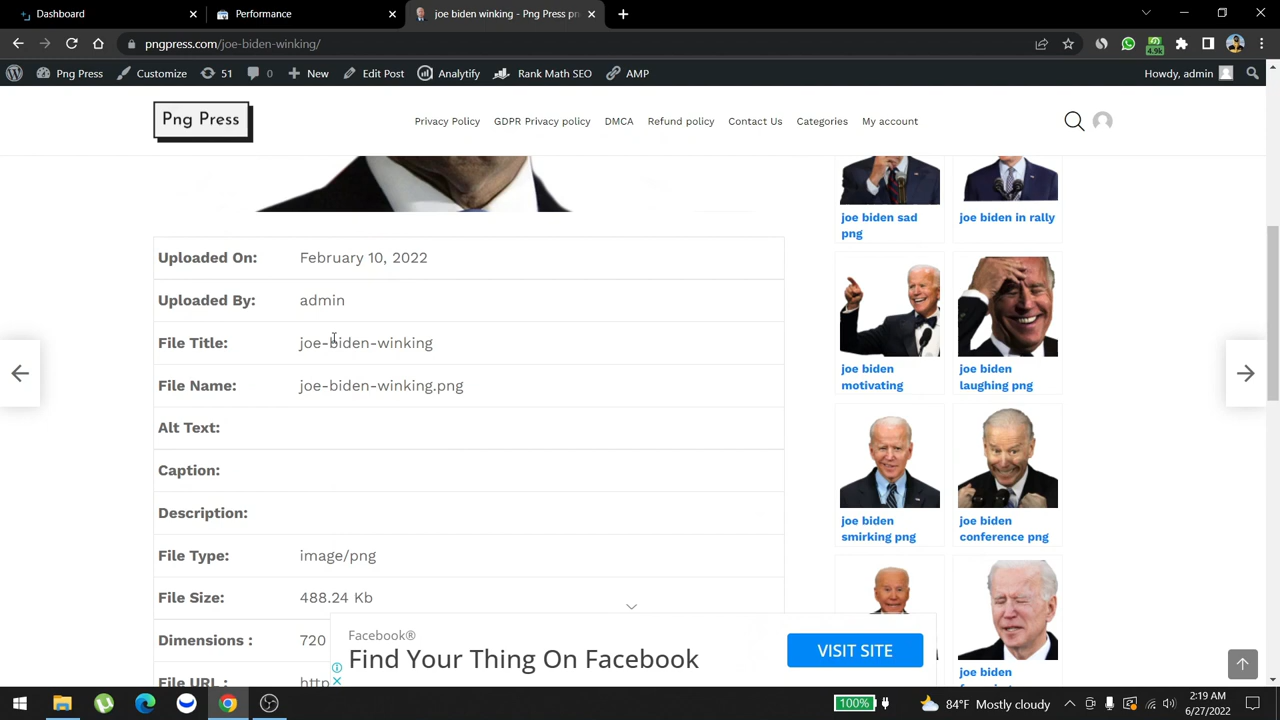 Dashboard
Performance
joe biden winking - Png Press pn
pngpress.com/joe-biden-winking/
4.9k
Png Press
Customize
51
0
New
Edit Post
Analytify
Rank Math SEO
AMP
Howdy, admin
Png Press
Privacy Policy
GDPR Privacy policy
DMCA
Refund policy
Contact Us
Categories
My account
joe biden sad
png
joe biden in rally
Uploaded On: February 10, 2022
Uploaded By: admin
File Title: joe-biden-winking
File Name: joe-biden-winking.png
Alt Text:
Caption:
Description:
File Type: image/png
File Size: 488.24 Kb
Dimensions : 720
File URL: http
joe biden
motivating
joe biden
laughing png
joe biden
smirking png
joe biden
conference png
joe biden
Facebook®
Find Your Thing On Facebook
VISIT SITE
100%
84°F Mostly cloudy
2:19 AM
6/27/2022